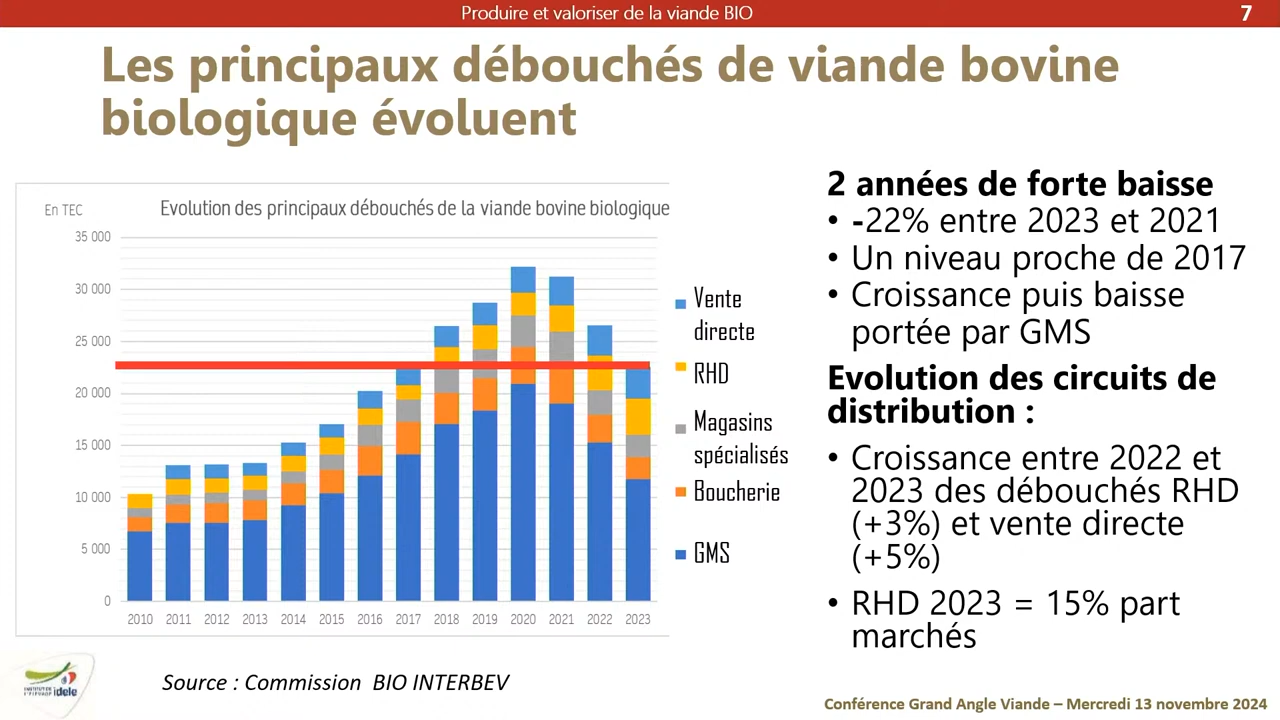 Produire et valoriser de la viande BIO
7
Les principaux débouchés de viande bovine
biologique évoluent
En TEC
Evolution des principaux débouchés de la viande bovine biologique
35 000
30 000
25 000
20 000
15 000
10 000
5 000
0
2010 2011 2012 2013 2014 2015 2016 2017 2018 2019 2020 2021 2022 2023
Vente
directe
RHD
Magasins
spécialisés
Boucherie
GMS
2 années de forte baisse
• -22% entre 2023 et 2021
• Un niveau proche de 2017
• Croissance puis baisse
portée par GMS
Evolution des circuits de
distribution :
• Croissance entre 2022 et
2023 des débouchés RHD
(+3%) et vente directe
(+5%)
• RHD 2023 = 15% part
marchés
INSTITUT DE
L'ELEVAGE idele
Source : Commission BIO INTERBEV
Conférence Grand Angle Viande – Mercredi 13 novembre 2024